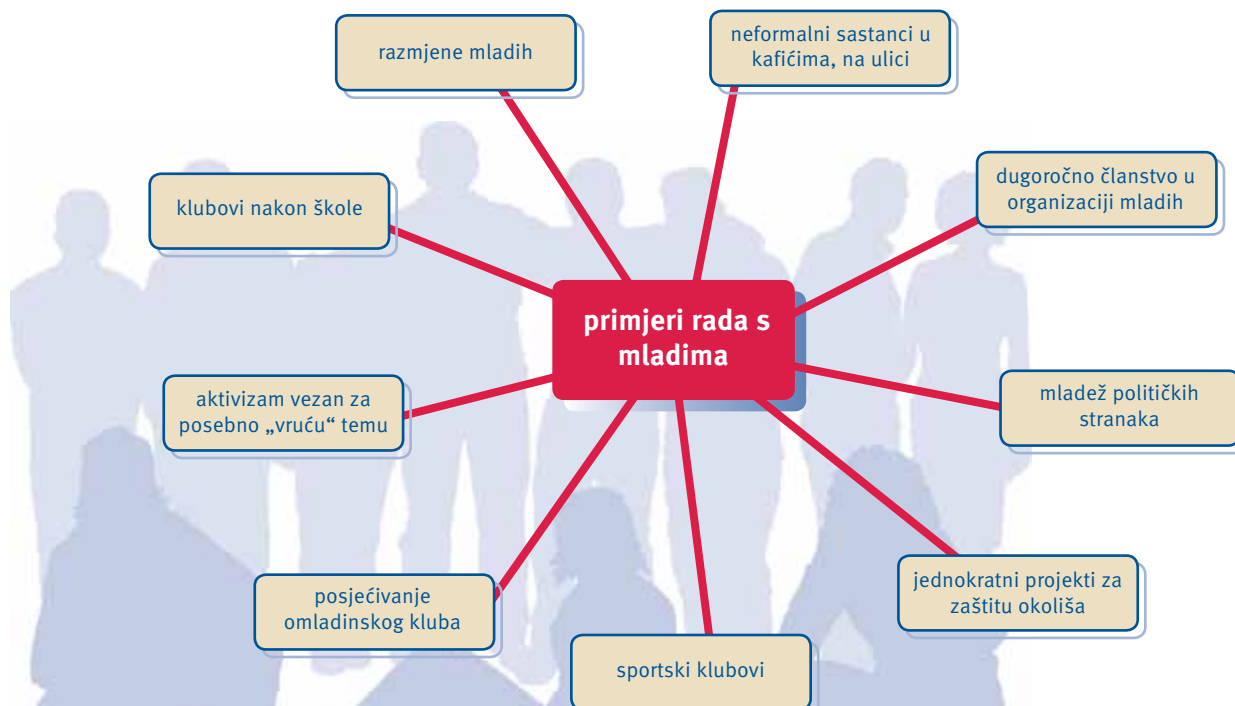 razmjene mladih
neformalni sastanci u
kafićima, na ulici
klubovi nakon škole
dugoročno članstvo u
organizaciji mladih
primjeri rada s
mladima
aktivizam vezan za
posebno „vruću“ temu
mladež političkih
stranaka
posjećivanje
omladinskog kluba
jednokratni projekti za
zaštitu okoliša
sportski klubovi